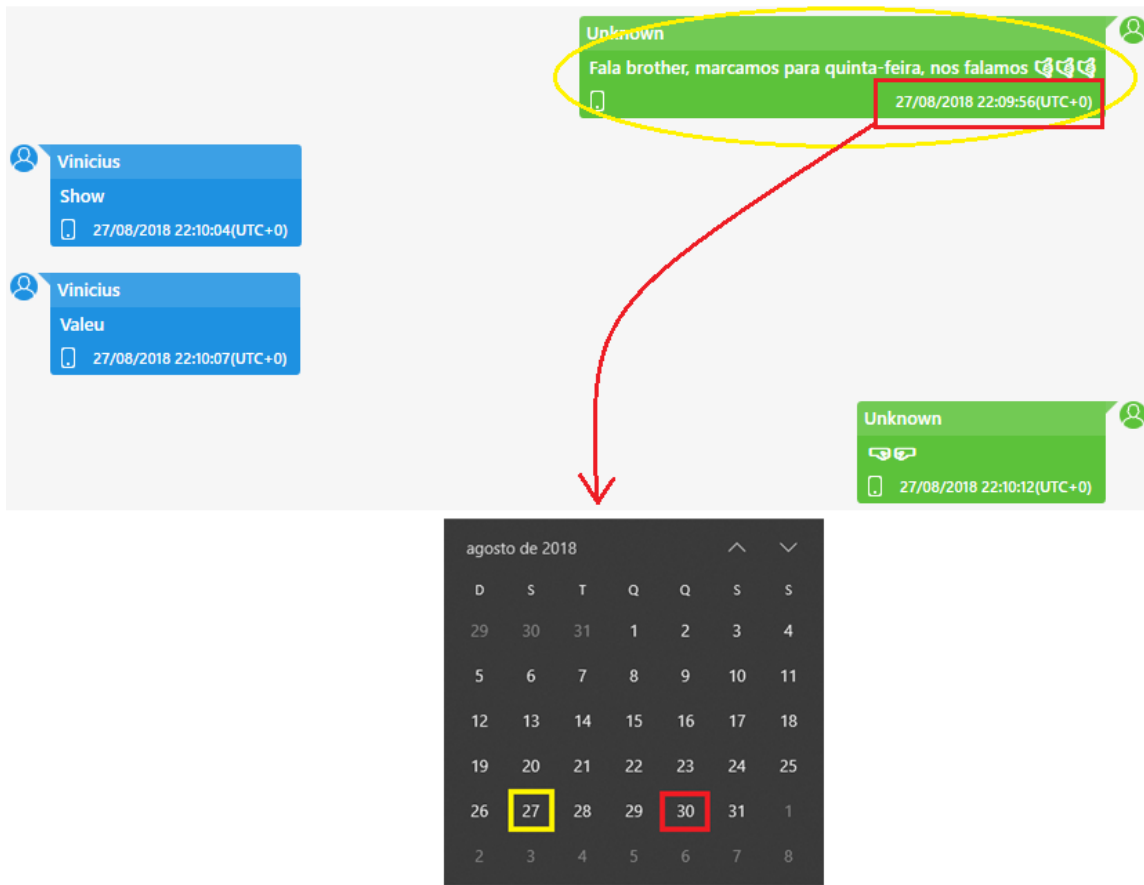 Unknown
Fala brother, marcamos para quinta-feira, nos falamos 🤜🤜🤜
27/08/2018 22:09:56(UTC+0)
Vinicius
Show
27/08/2018 22:10:04(UTC+0)
Vinicius
Valeu
27/08/2018 22:10:07(UTC+0)
Unknown
🤜🤛
27/08/2018 22:10:12(UTC+0)
agosto de 2018
D S T Q Q S S
29 30 31 1 2 3 4
5 6 7 8 9 10 11
12 13 14 15 16 17 18
19 20 21 22 23 24 25
26 27 28 29 30 31 1
2 3 4 5 6 7 8